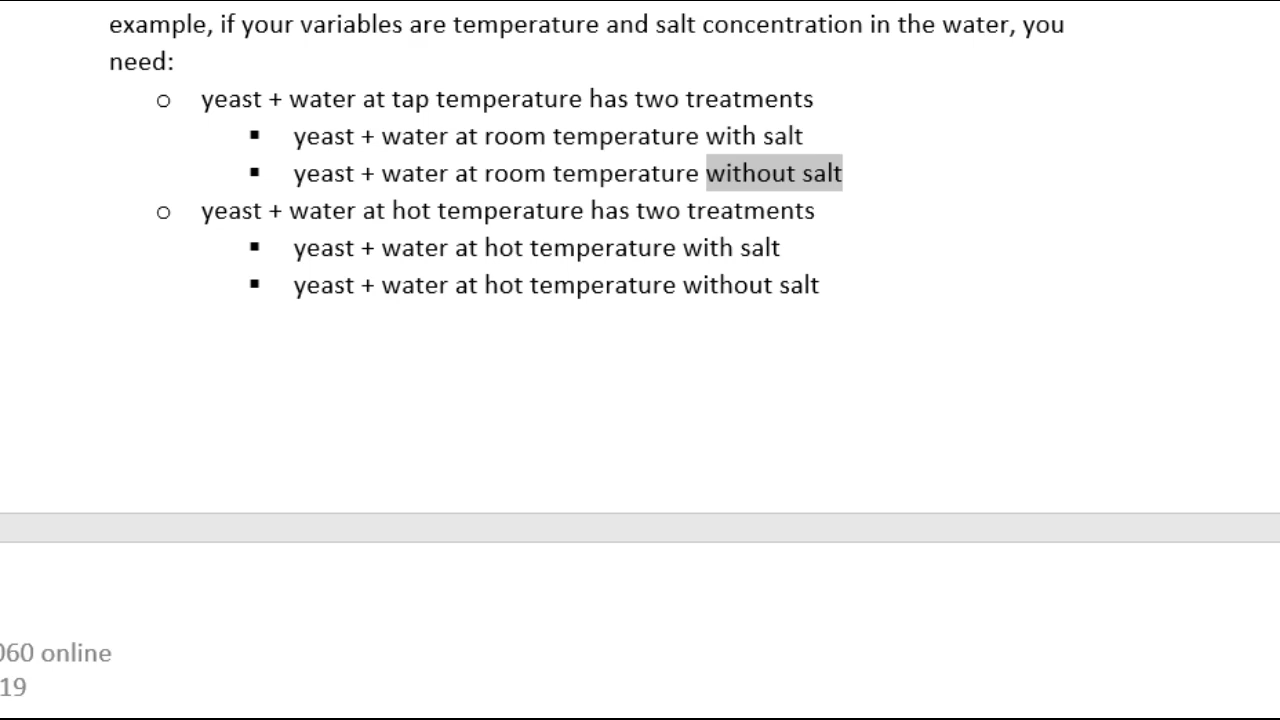 example, if your variables are temperature and salt concentration in the water, you
need:
o yeast + water at tap temperature has two treatments
▪ yeast + water at room temperature with salt
▪ yeast + water at room temperature without salt
o yeast + water at hot temperature has two treatments
▪ yeast + water at hot temperature with salt
▪ yeast + water at hot temperature without salt
060 online
19